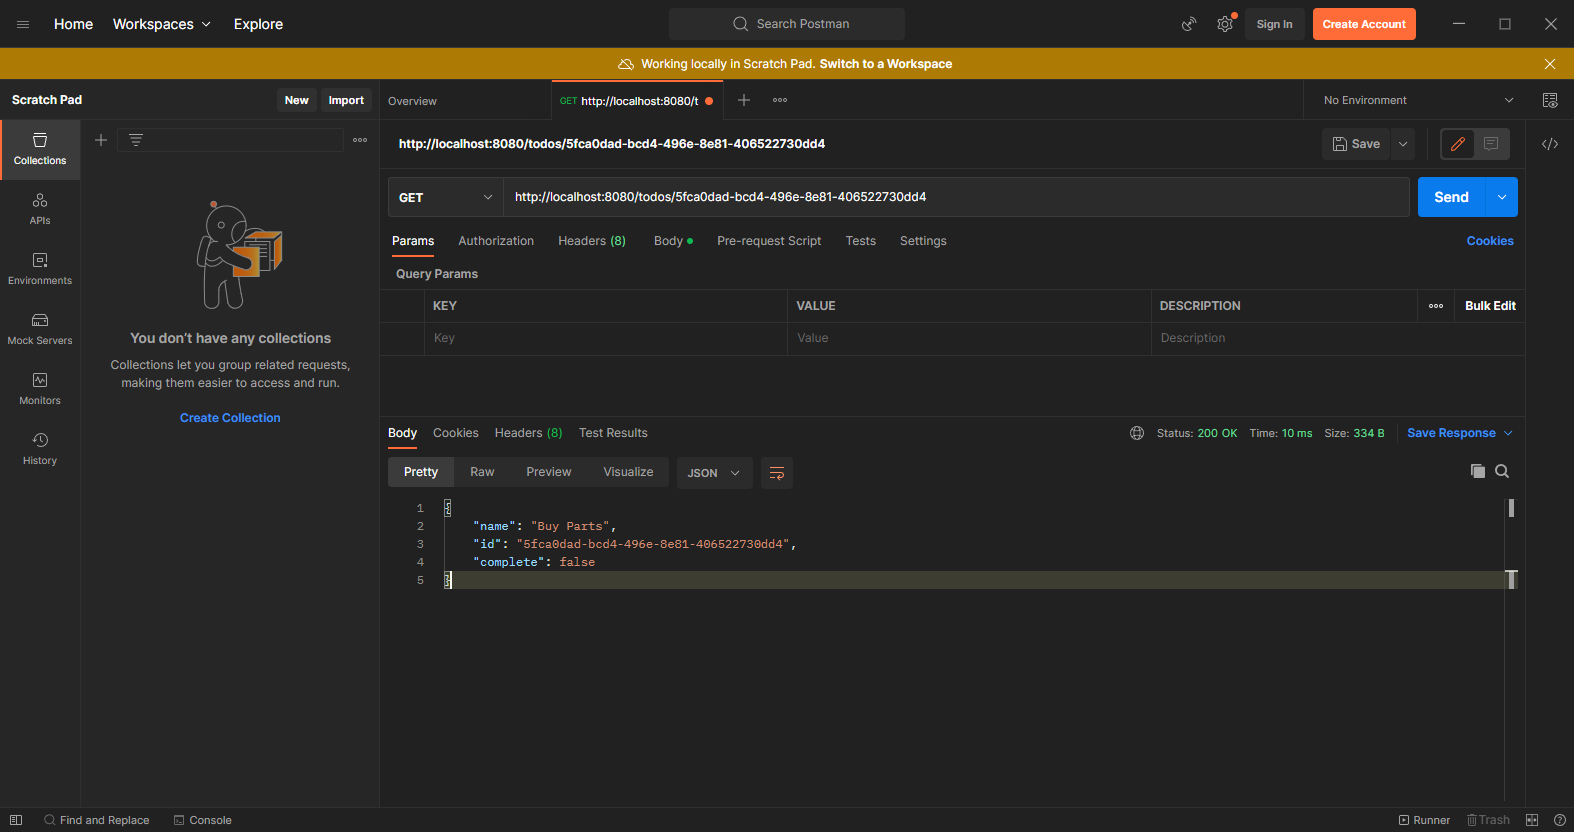 Home Workspaces Explore Search Postman Sign In Create Account
Working locally in Scratch Pad. Switch to a Workspace
Scratch Pad New Import Overview GET http://localhost:8080/t No Environment
Collections
APIs
Environments
Mock Servers
Monitors
History
You don’t have any collections
Collections let you group related requests,
making them easier to access and run.
Create Collection
http://localhost:8080/todos/5fca0dad-bcd4-496e-8e81-406522730dd4 Save
GET http://localhost:8080/todos/5fca0dad-bcd4-496e-8e81-406522730dd4 Send
Params Authorization Headers (8) Body Pre-request Script Tests Settings Cookies
Query Params
KEY VALUE DESCRIPTION Bulk Edit
Key Value Description
Body Cookies Headers (8) Test Results Status: 200 OK Time: 10 ms Size: 334 B Save Response
Pretty Raw Preview Visualize JSON
1 {
2 "name": "Buy Parts",
3 "id": "5fca0dad-bcd4-496e-8e81-406522730dd4",
4 "complete": false
5 }
Find and Replace Console Runner Trash